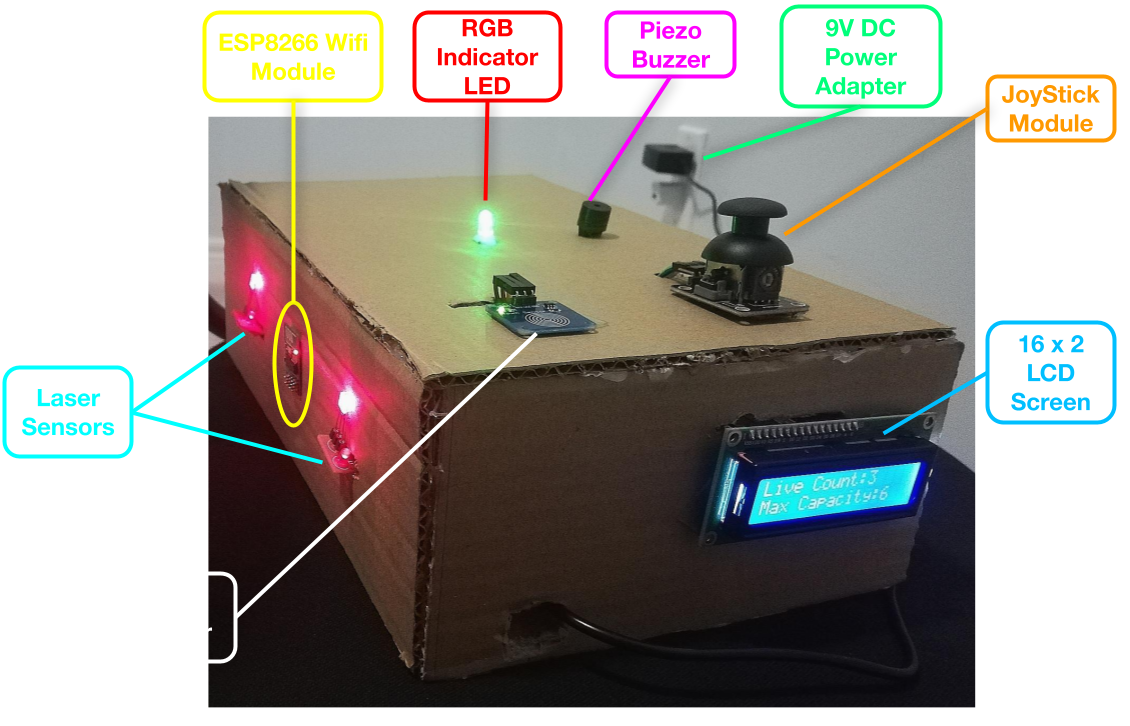 ESP8266 Wifi
Module
RGB
Indicator
LED
Piezo
Buzzer
9V DC
Power
Adapter
JoyStick
Module
Laser
Sensors
16 x 2
LCD
Screen
Live Count:3
Max Capacity:6